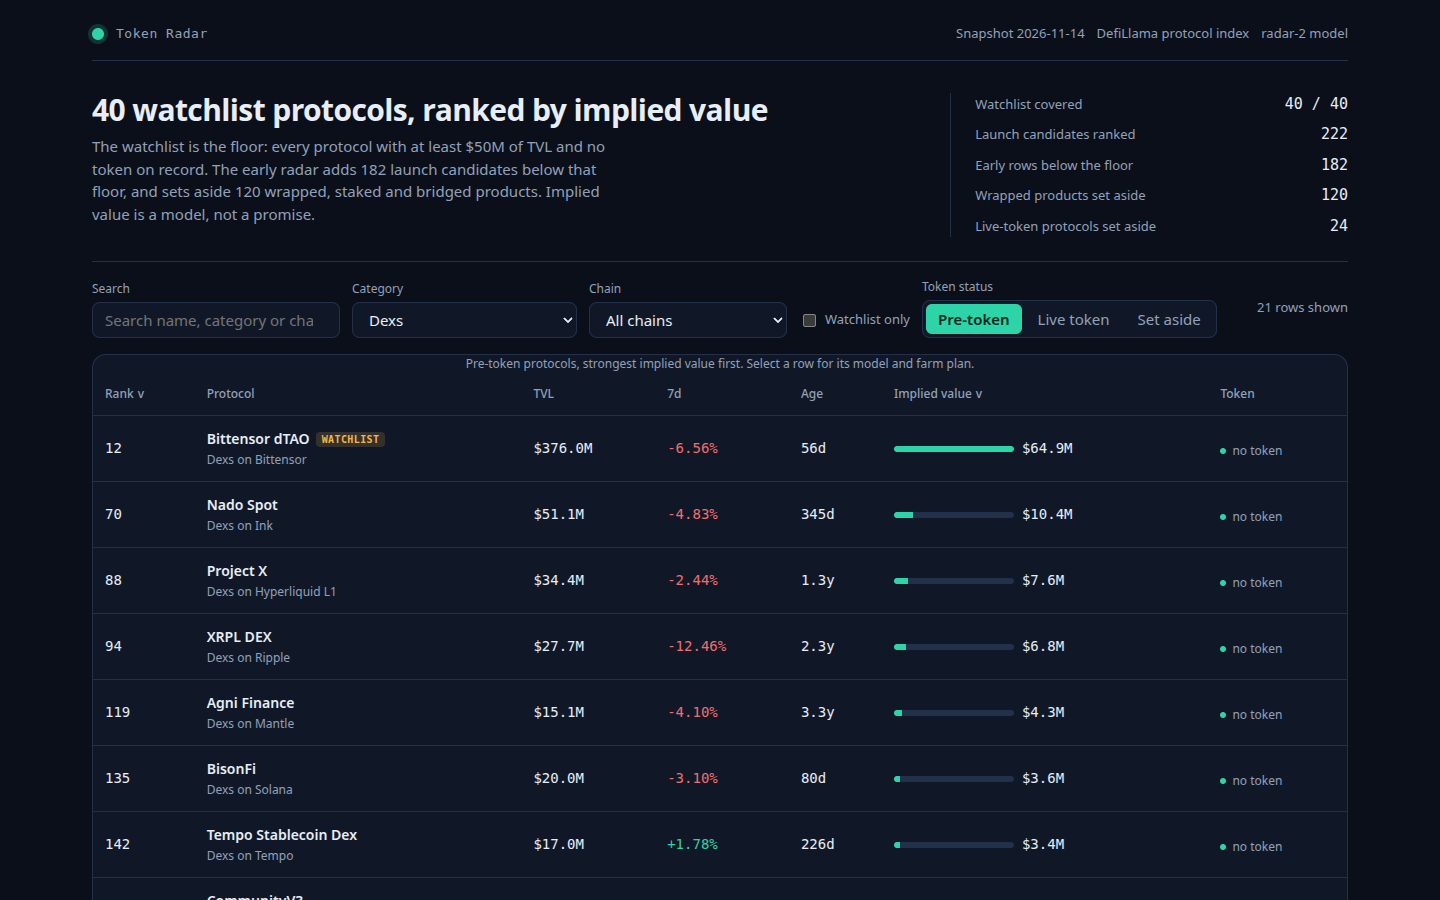 Token Radar
Snapshot 2026-11-14 DefiLlama protocol index radar-2 model
40 watchlist protocols, ranked by implied value
The watchlist is the floor: every protocol with at least $50M of TVL and no
token on record. The early radar adds 182 launch candidates below that
floor, and sets aside 120 wrapped, staked and bridged products. Implied
value is a model, not a promise.
Watchlist covered 40 / 40
Launch candidates ranked 222
Early rows below the floor 182
Wrapped products set aside 120
Live-token protocols set aside 24
Search Category Chain Token status
Search name, category or cha Dexs All chains Watchlist only Pre-token Live token Set aside 21 rows shown
Pre-token protocols, strongest implied value first. Select a row for its model and farm plan.
Rank v Protocol TVL 7d Age Implied value v Token
12 Bittensor dTAO WATCHLIST $376.0M -6.56% 56d $64.9M no token
Dexs on Bittensor
70 Nado Spot $51.1M -4.83% 345d $10.4M no token
Dexs on Ink
88 Project X $34.4M -2.44% 1.3y $7.6M no token
Dexs on Hyperliquid L1
94 XRPL DEX $27.7M -12.46% 2.3y $6.8M no token
Dexs on Ripple
119 Agni Finance $15.1M -4.10% 3.3y $4.3M no token
Dexs on Mantle
135 BisonFi $20.0M -3.10% 80d $3.6M no token
Dexs on Solana
142 Tempo Stablecoin Dex $17.0M +1.78% 226d $3.4M no token
Dexs on Tempo